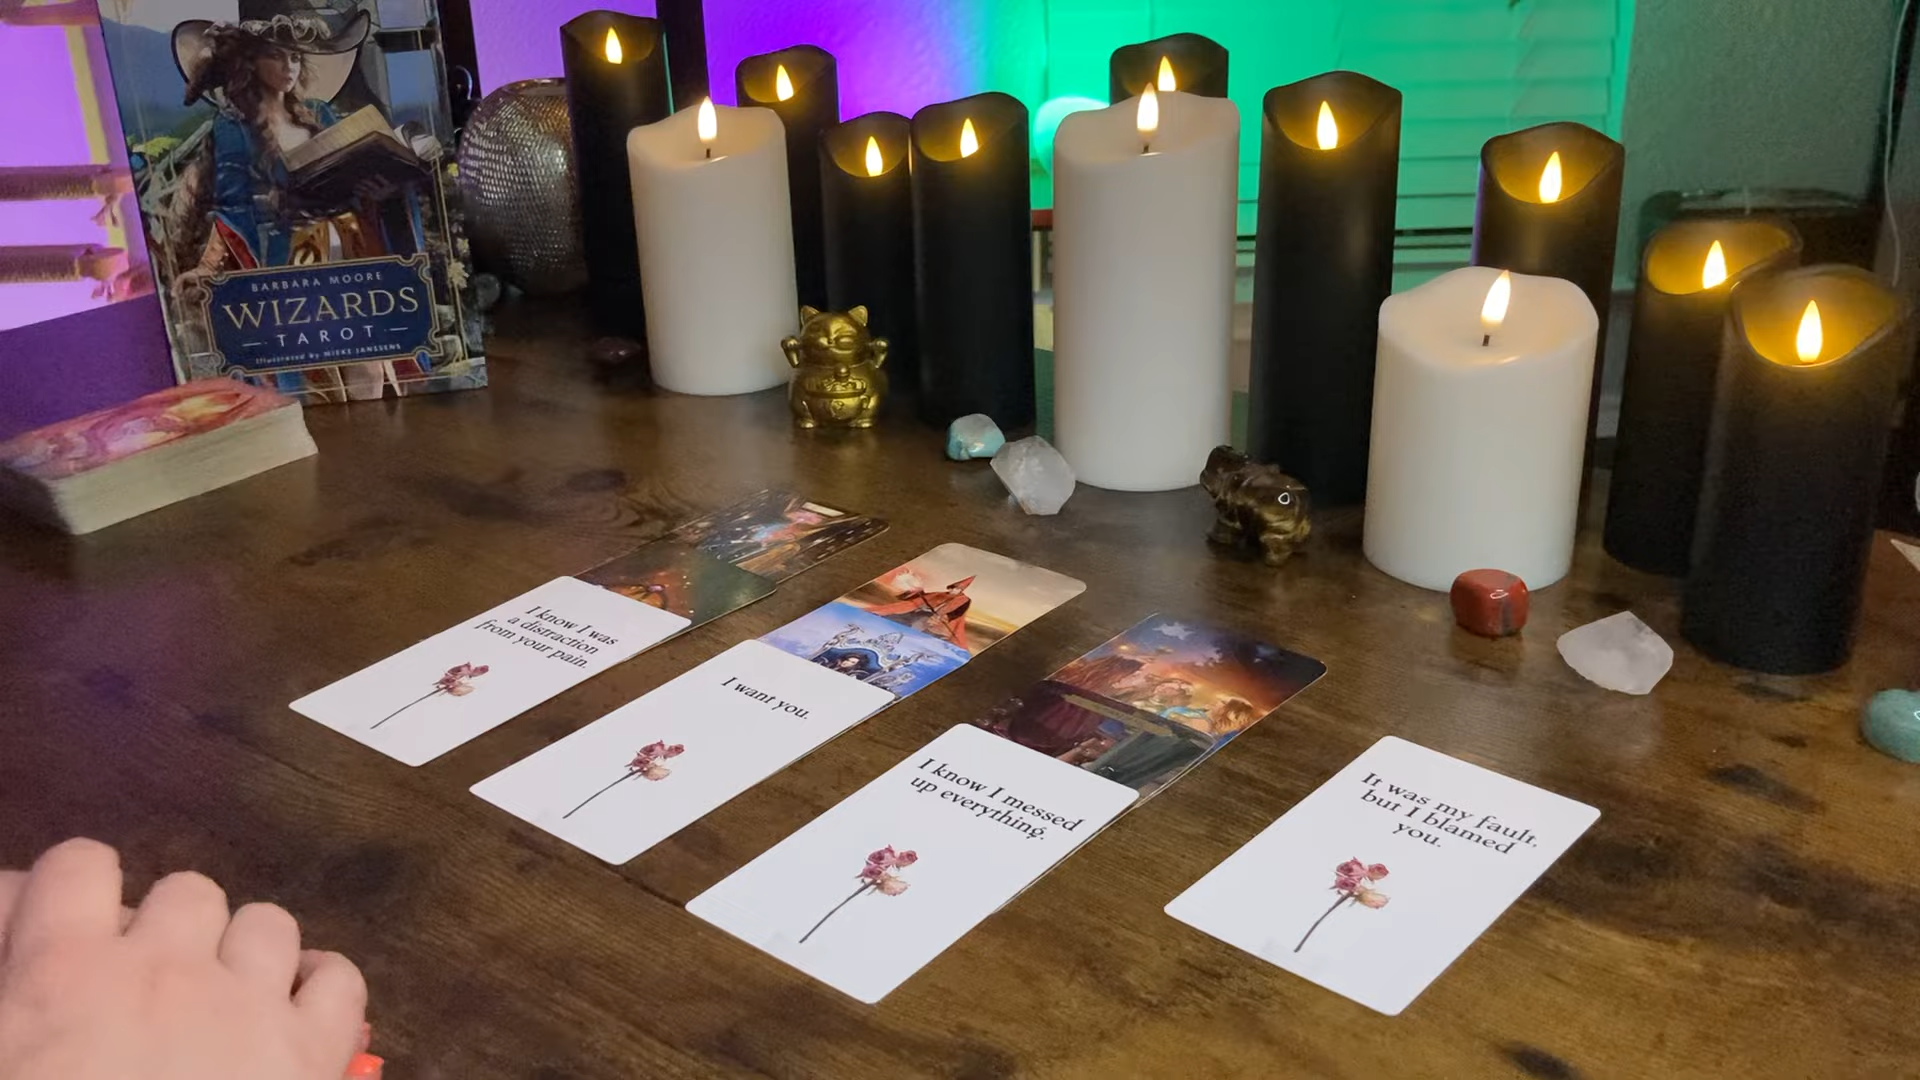 BARBARA MOORE
WIZARDS
TAROT
Illustrated by MIEKE JANSSENS
I know I was
a distraction
from your pain.
I want you.
I know I messed
up everything.
It was my fault,
but I blamed
you.